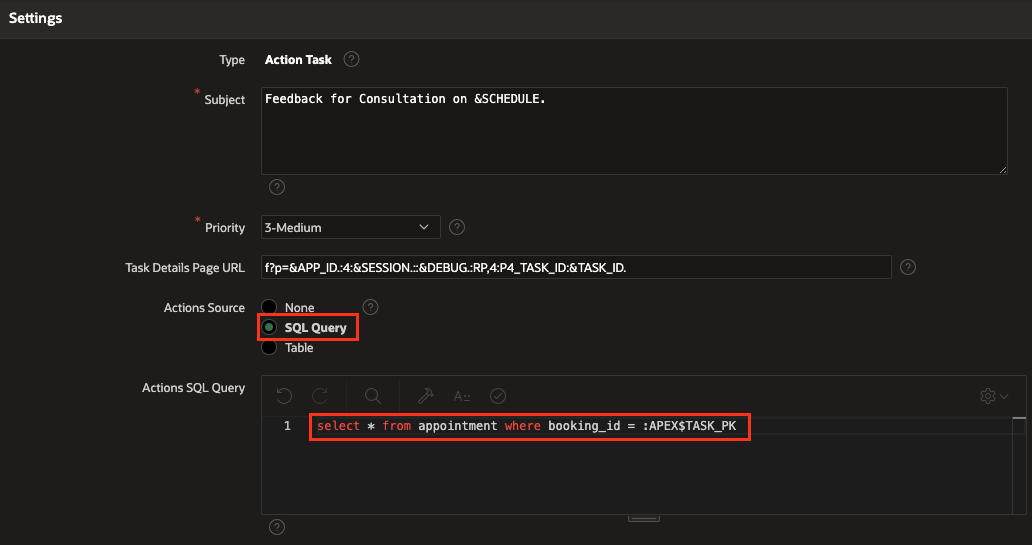 Settings
Type Action Task ?
* Subject Feedback for Consultation on &SCHEDULE.
?
* Priority 3-Medium ?
Task Details Page URL f?p=&APP_ID.:4:&SESSION.::&DEBUG.:RP,4:P4_TASK_ID:&TASK_ID. ?
Actions Source None ?
SQL Query
Table
Actions SQL Query
A
1 select * from appointment where booking_id = :APEX$TASK_PK
?